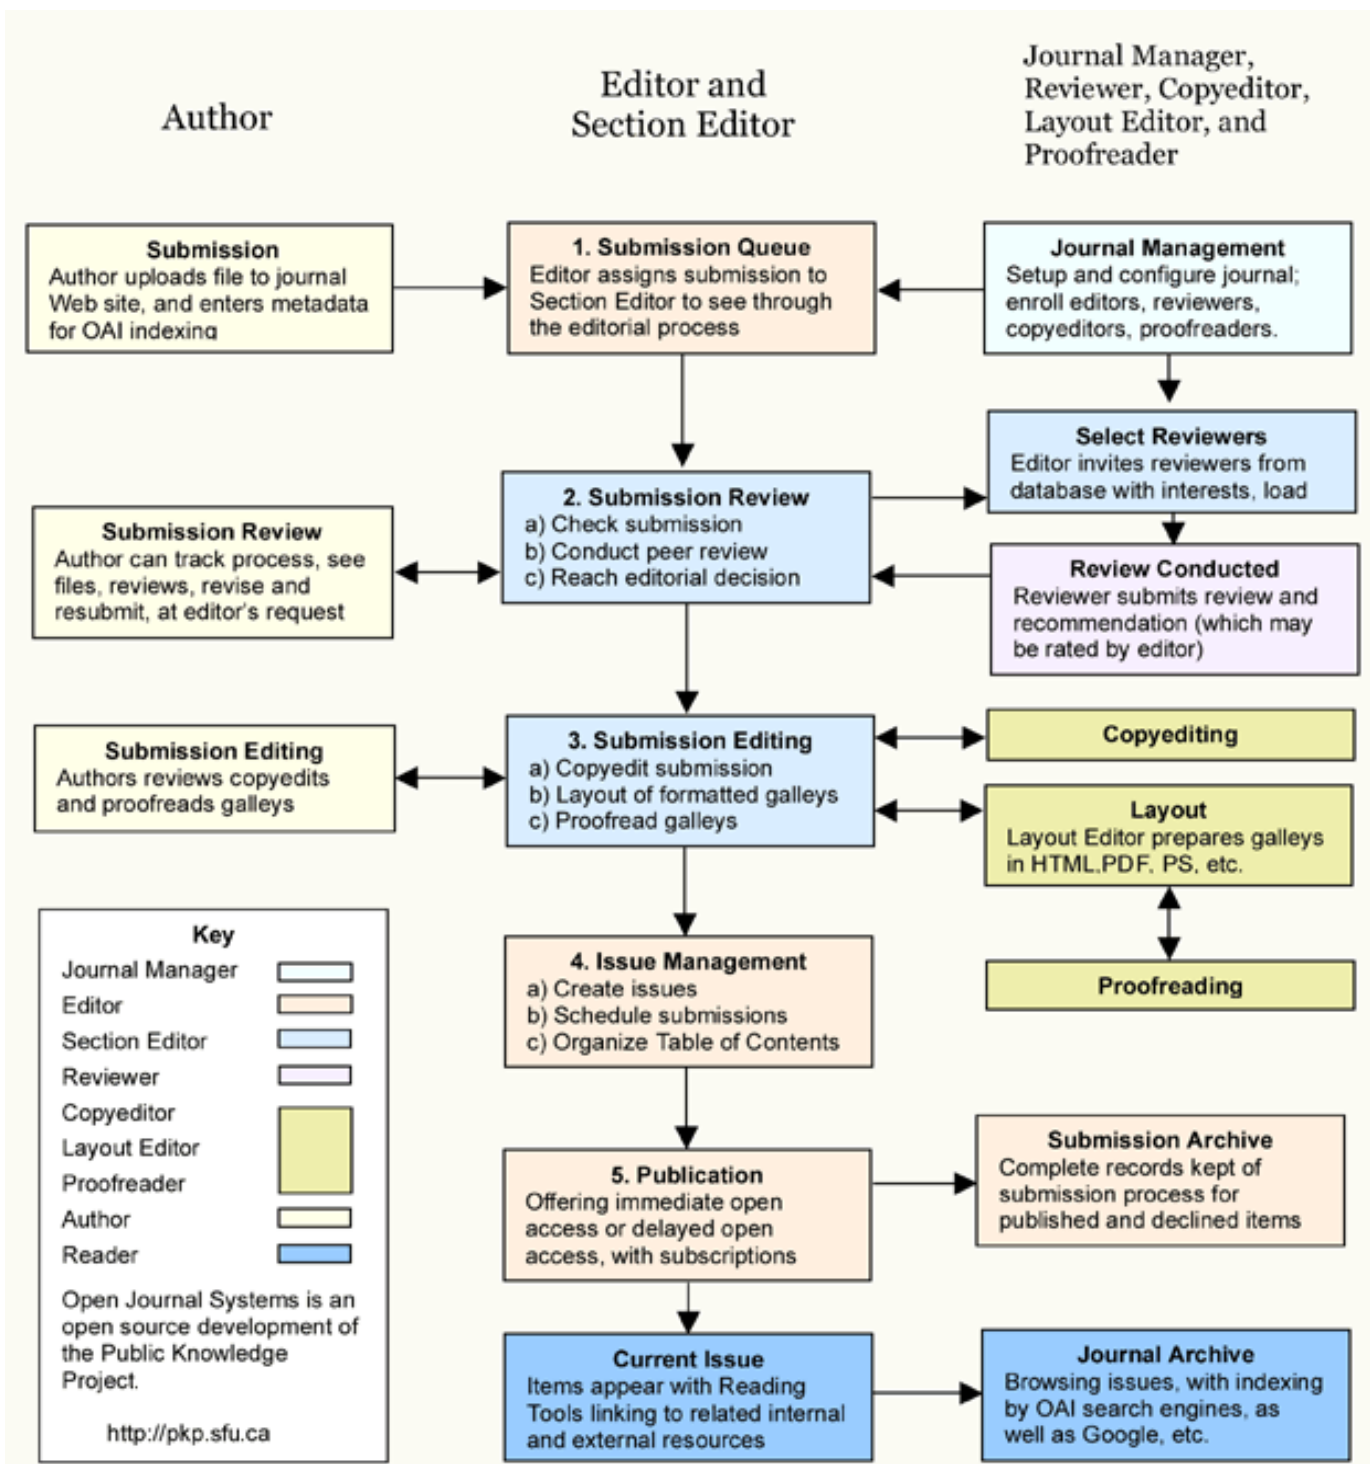 Author
Editor and
Section Editor
Journal Manager,
Reviewer, Copyeditor,
Layout Editor, and
Proofreader
Submission
Author uploads file to journal
Web site, and enters metadata
for OAI indexing
1. Submission Queue
Editor assigns submission to
Section Editor to see through
the editorial process
Journal Management
Setup and configure journal;
enroll editors, reviewers,
copyeditors, proofreaders.
Select Reviewers
Editor invites reviewers from
database with interests, load
2. Submission Review
a) Check submission
b) Conduct peer review
c) Reach editorial decision
Submission Review
Author can track process, see
files, reviews, revise and
resubmit, at editor's request
Review Conducted
Reviewer submits review and
recommendation (which may
be rated by editor)
3. Submission Editing
a) Copyedit submission
b) Layout of formatted galleys
c) Proofread galleys
Submission Editing
Authors reviews copyedits
and proofreads galleys
Copyediting
Layout
Layout Editor prepares galleys
in HTML,PDF, PS, etc.
Proofreading
4. Issue Management
a) Create issues
b) Schedule submissions
c) Organize Table of Contents
Key
Journal Manager
Editor
Section Editor
Reviewer
Copyeditor
Layout Editor
Proofreader
Author
Reader
Open Journal Systems is an
open source development of
the Public Knowledge
Project.
http://pkp.sfu.ca
5. Publication
Offering immediate open
access or delayed open
access, with subscriptions
Submission Archive
Complete records kept of
submission process for
published and declined items
Current Issue
Items appear with Reading
Tools linking to related internal
and external resources
Journal Archive
Browsing issues, with indexing
by OAI search engines, as
well as Google, etc.